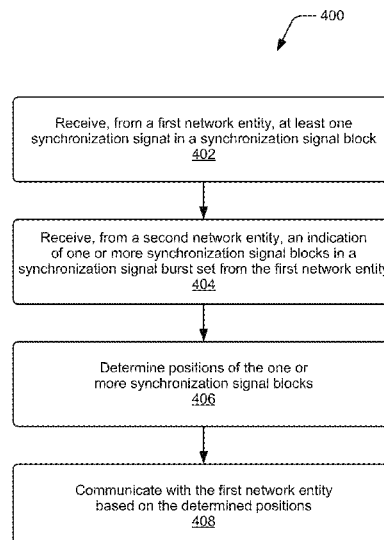 400
Receive, from a first network entity, at least one
synchronization signal in a synchronization signal block
402
Receive, from a second network entity, an indication
of one or more synchronization signal blocks in a
synchronization signal burst set from the first network entity
404
Determine positions of the one or
more synchronization signal blocks
406
Communicate with the first network entity
based on the determined positions
408